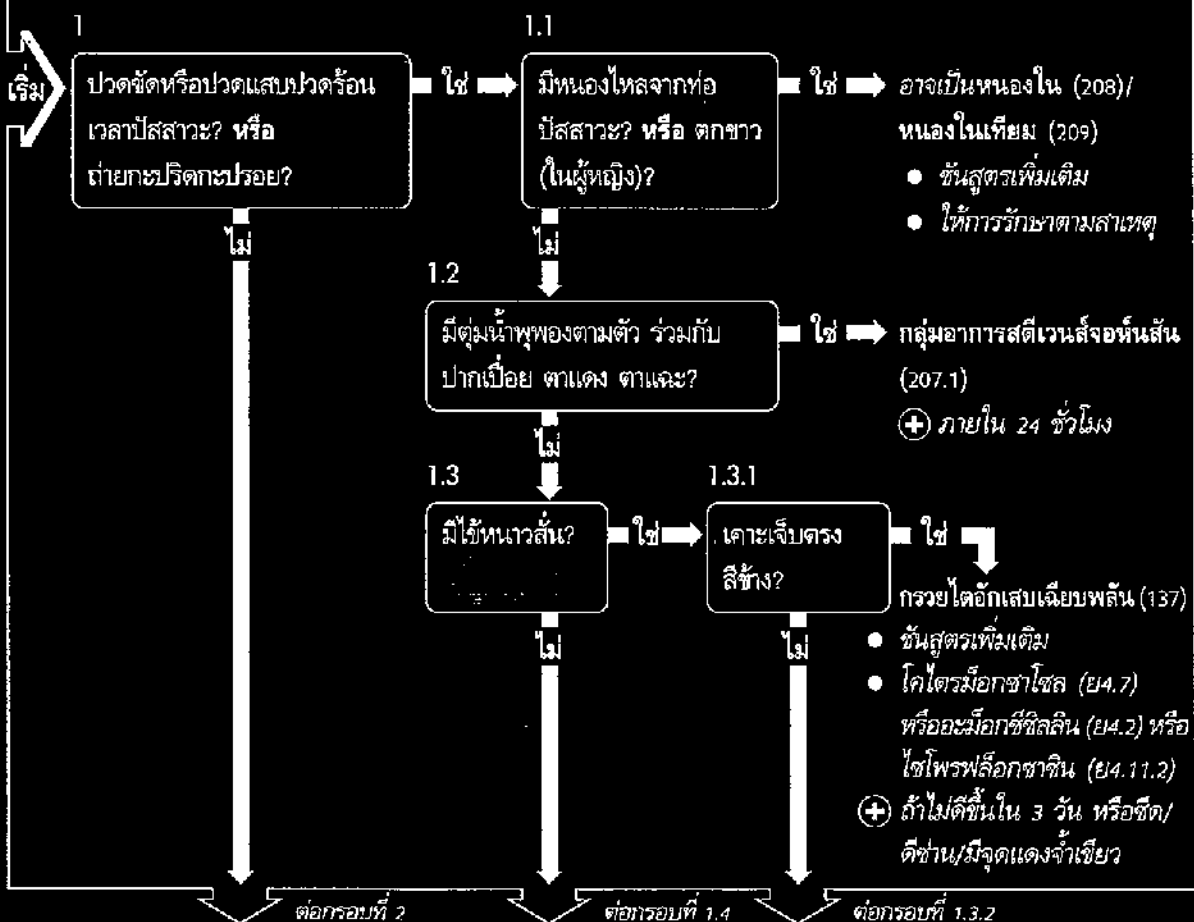 1
1.1
เริ่ม
ปวดขัดหรือปวดแสบปวดร้อน
เวลาปัสสาวะ? หรือ
ถ่ายกะปริดกะปรอย?
ใช่
มีหนองไหลจากท่อ
ปัสสาวะ? หรือ ตกขาว
(ในผู้หญิง)?
ใช่
อาจเป็นหนองใน (208)/
หนองในเทียม (209)
● ชันสูตรเพิ่มเติม
● ให้การรักษาตามสาเหตุ
ไม่
ไม่
1.2
มีตุ่มน้ำพุพองตามตัว ร่วมกับ
ปากเปื่อย ตาแดง ตาแฉะ?
ใช่
กลุ่มอาการสตีเวนส์จอห์นสัน
(207.1)
+ ภายใน 24 ชั่วโมง
ไม่
1.3
1.3.1
มีไข้หนาวสั่น?
ใช่
เคาะเจ็บตรง
สีข้าง?
ใช่
กรวยไตอักเสบเฉียบพลัน (137)
● ชันสูตรเพิ่มเติม
● โคไตรม็อกซาโซล (ย4.7)
หรืออะม็อกซีซิลลิน (ย4.2) หรือ
ไซโพรฟล็อกซาซิน (ย4.11.2)
+ ถ้าไม่ดีขึ้นใน 3 วัน หรือซีด/
ดีซ่าน/มีจุดแดงจ้ำเขียว
ไม่
ไม่
ต่อกรอบที่ 2
ต่อกรอบที่ 1.4
ต่อกรอบที่ 1.3.2